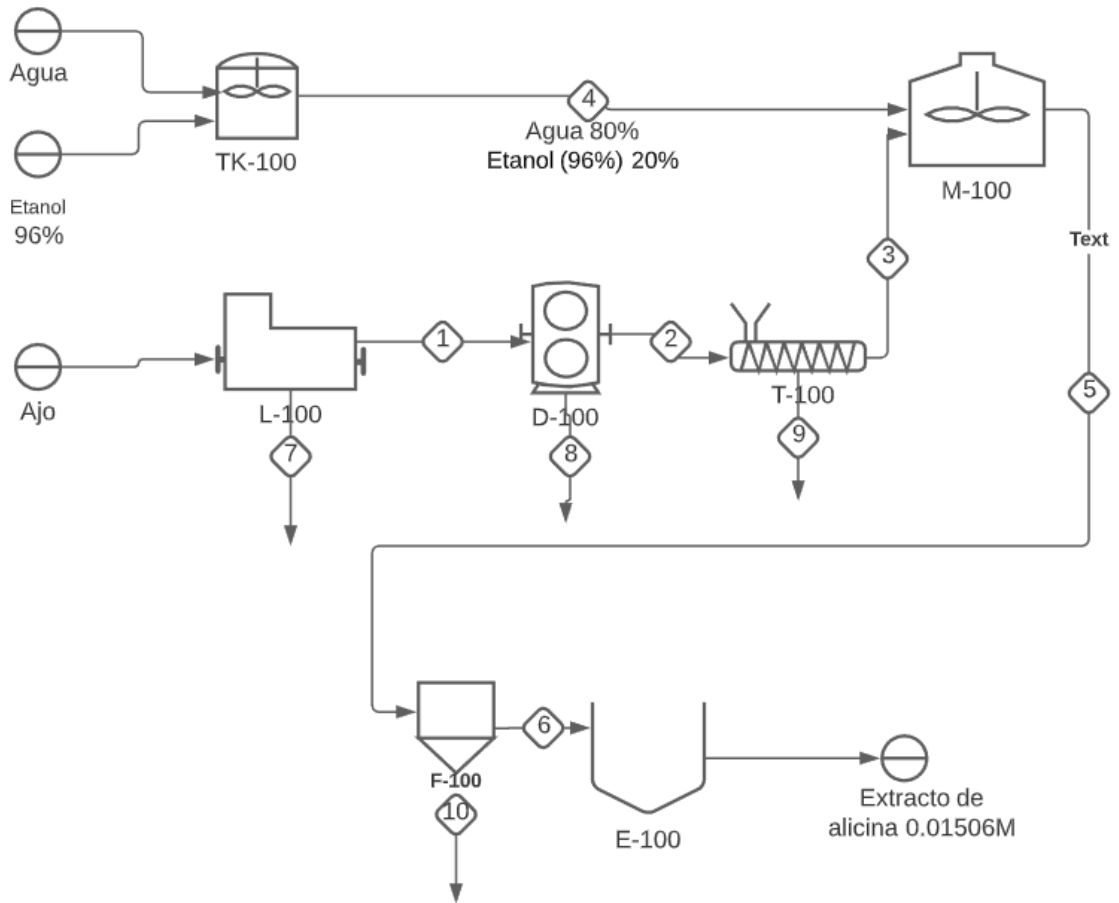 Agua
TK-100
4
Agua 80%
Etanol (96%) 20%
M-100
Etanol
96%
Text
3
1
2
Ajo
L-100
D-100
T-100
5
7
8
9
6
F-100
10
E-100
Extracto de
alicina 0.01506M